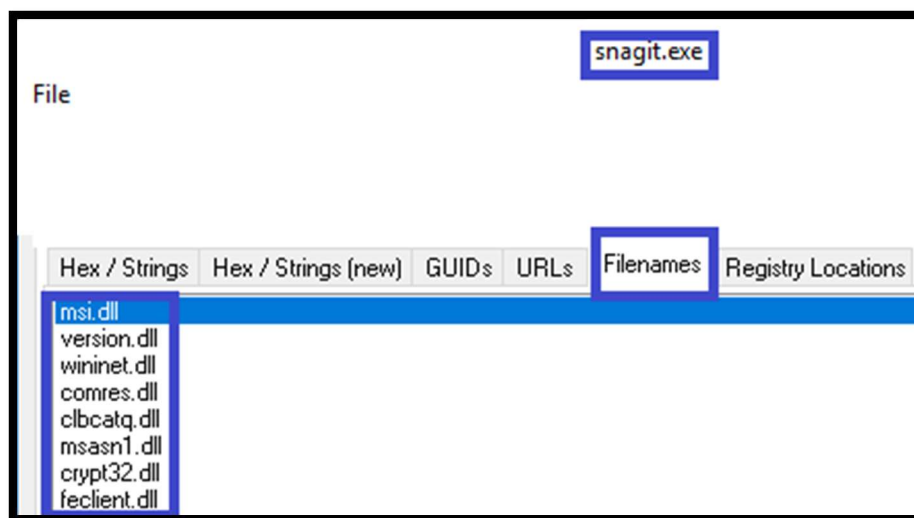 snagit.exe
File
Hex / Strings Hex / Strings (new) GUIDs URLs Filenames Registry Locations
msi.dll
version.dll
wininet.dll
comres.dll
clbcatq.dll
msasn1.dll
crypt32.dll
feclient.dll